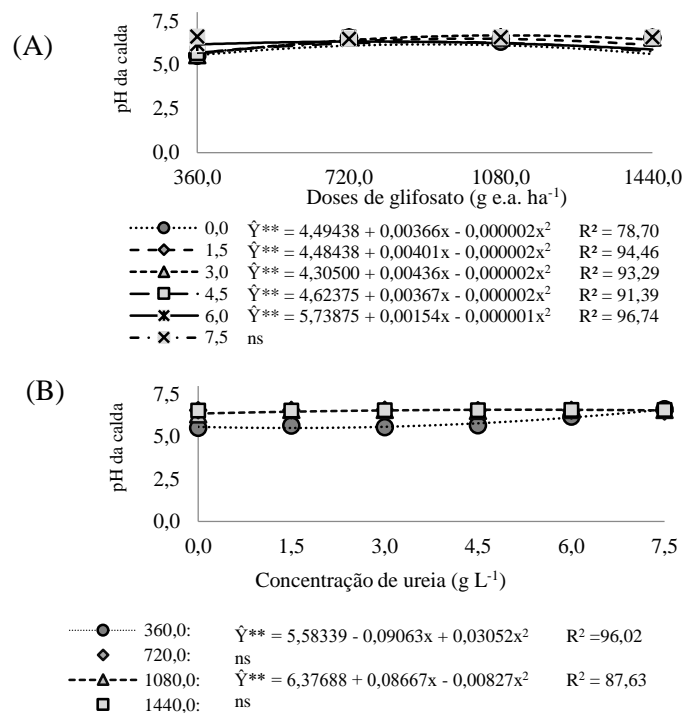 (A)
pH da calda
7,5
5,0
2,5
0,0
360,0 720,0 1080,0 1440,0
Doses de glifosato (g e.a. ha-1)
0,0 Ŷ** = 4,49438 + 0,00366x - 0,000002x² R² = 78,70
1,5 Ŷ** = 4,48438 + 0,00401x - 0,000002x² R² = 94,46
3,0 Ŷ** = 4,30500 + 0,00436x - 0,000002x² R² = 93,29
4,5 Ŷ** = 4,62375 + 0,00367x - 0,000002x² R² = 91,39
6,0 Ŷ** = 5,73875 + 0,00154x - 0,000001x² R² = 96,74
7,5 ns
(B)
pH da calda
7,5
5,0
2,5
0,0
0,0 1,5 3,0 4,5 6,0 7,5
Concentração de ureia (g L-1)
360,0: Ŷ** = 5,58339 - 0,09063x + 0,03052x² R² =96,02
720,0: ns
1080,0: Ŷ** = 6,37688 + 0,08667x - 0,00827x² R² = 87,63
1440,0: ns